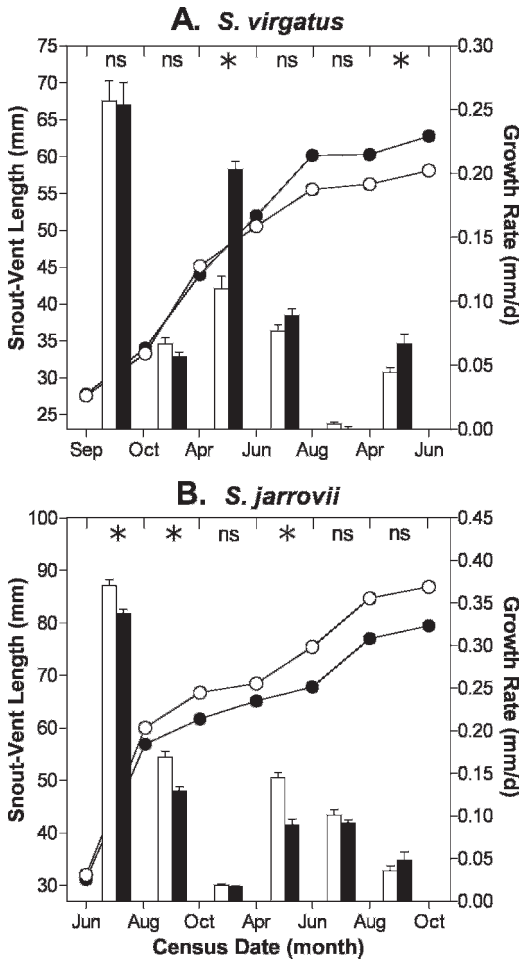 A. S. virgatus
75 70 65 60 55 50 45 40 35 30 25
Snout-Vent Length (mm)
ns ns * ns ns *
0.30 0.25 0.20 0.15 0.10 0.05 0.00
Growth Rate (mm/d)
Sep Oct Apr Jun Aug Apr Jun
B. S. jarrovii
100 90 80 70 60 50 40 30
Snout-Vent Length (mm)
* * ns * ns ns
0.45 0.40 0.35 0.30 0.25 0.20 0.15 0.10 0.05 0.00
Growth Rate (mm/d)
Jun Aug Oct Apr Jun Aug Oct
Census Date (month)